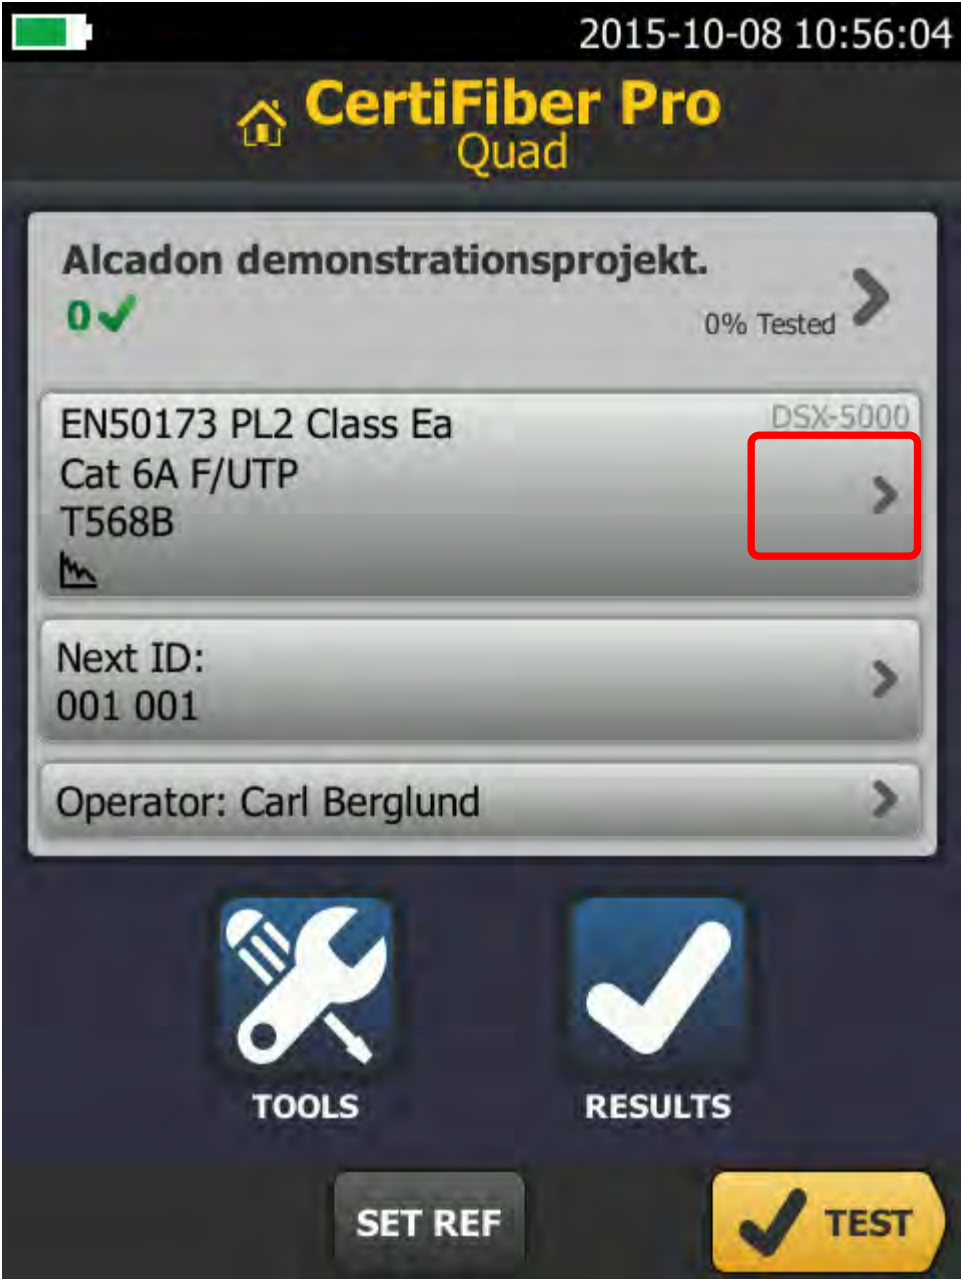 2015-10-08 10:56:04
CertiFiber Pro
Quad
Alcadon demonstrationsprojekt.
0
0% Tested
EN50173 PL2 Class Ea
DSX-5000
Cat 6A F/UTP
T568B
Next ID:
001 001
Operator: Carl Berglund
TOOLS
RESULTS
SET REF
TEST